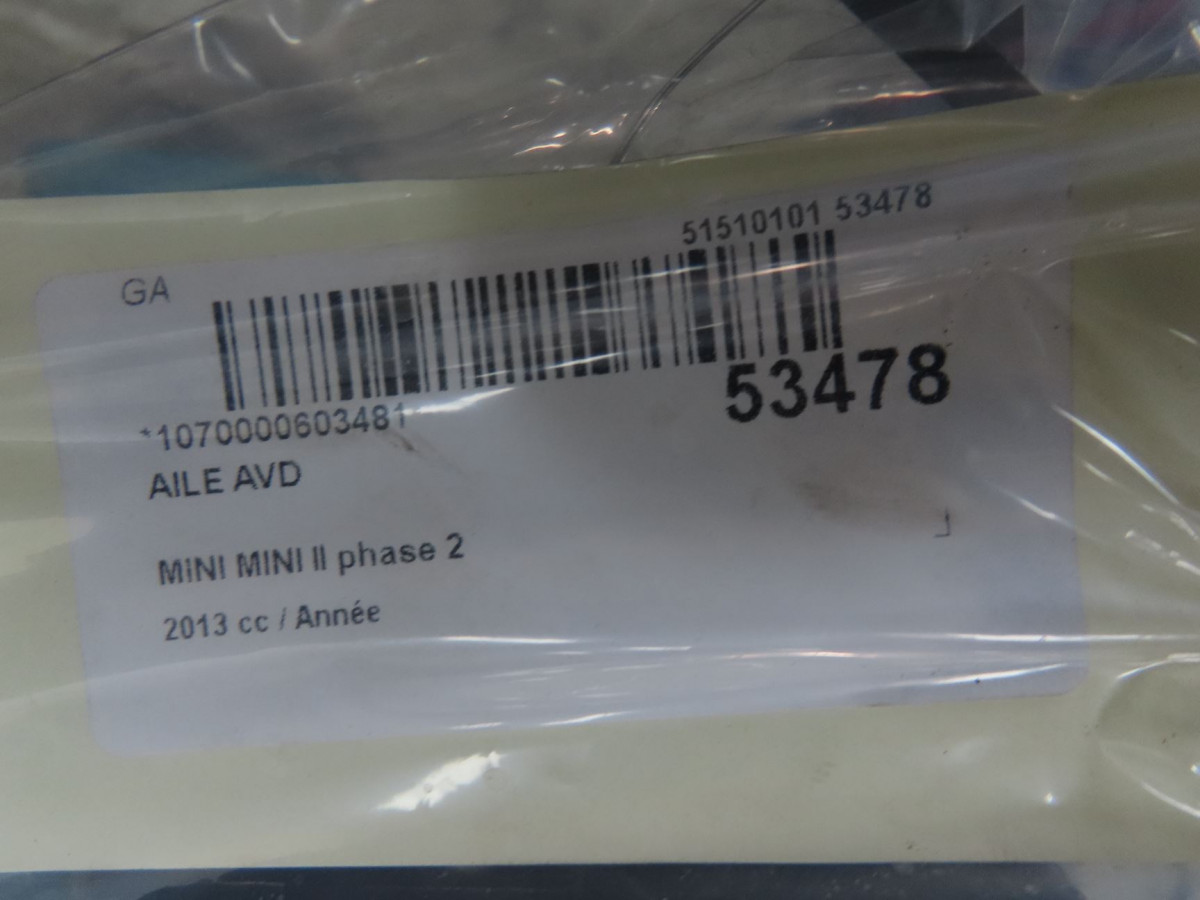 51510101 53478
GA
53478
*1070000603481
AILE AVD
MINI MINI II phase 2
2013 cc / Année